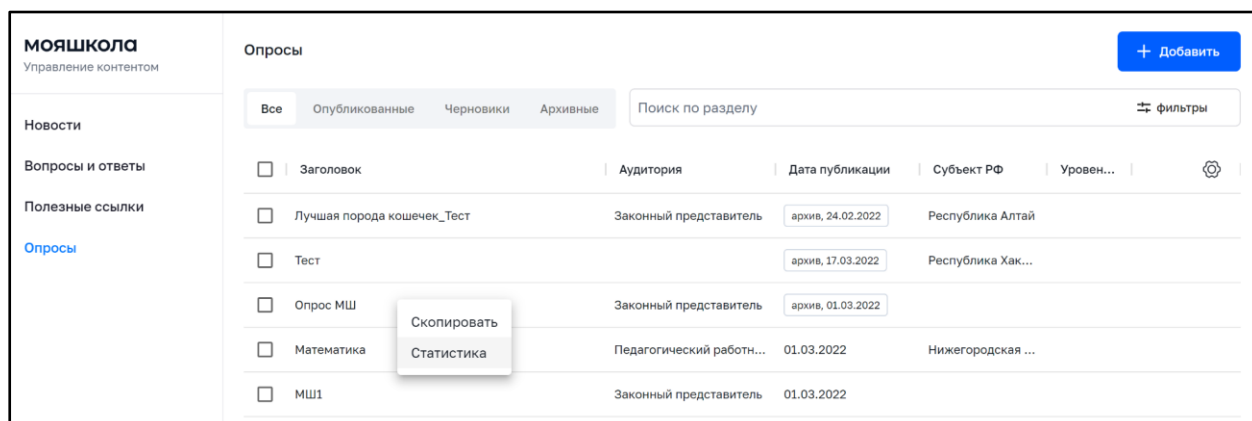 мояшкола
Управление контентом
Новости
Вопросы и ответы
Полезные ссылки
Опросы
Опросы
+ Добавить
Все Опубликованные Черновики Архивные
Поиск по разделу
фильтры
Заголовок Аудитория Дата публикации Субъект РФ Уровен...
Лучшая порода кошечек_Тест Законный представитель архив, 24.02.2022 Республика Алтай
Тест архив, 17.03.2022 Республика Хак...
Опрос МШ Законный представитель архив, 01.03.2022
Скопировать
Математика Педагогический работн... 01.03.2022 Нижегородская ...
Статистика
МШ1 Законный представитель 01.03.2022